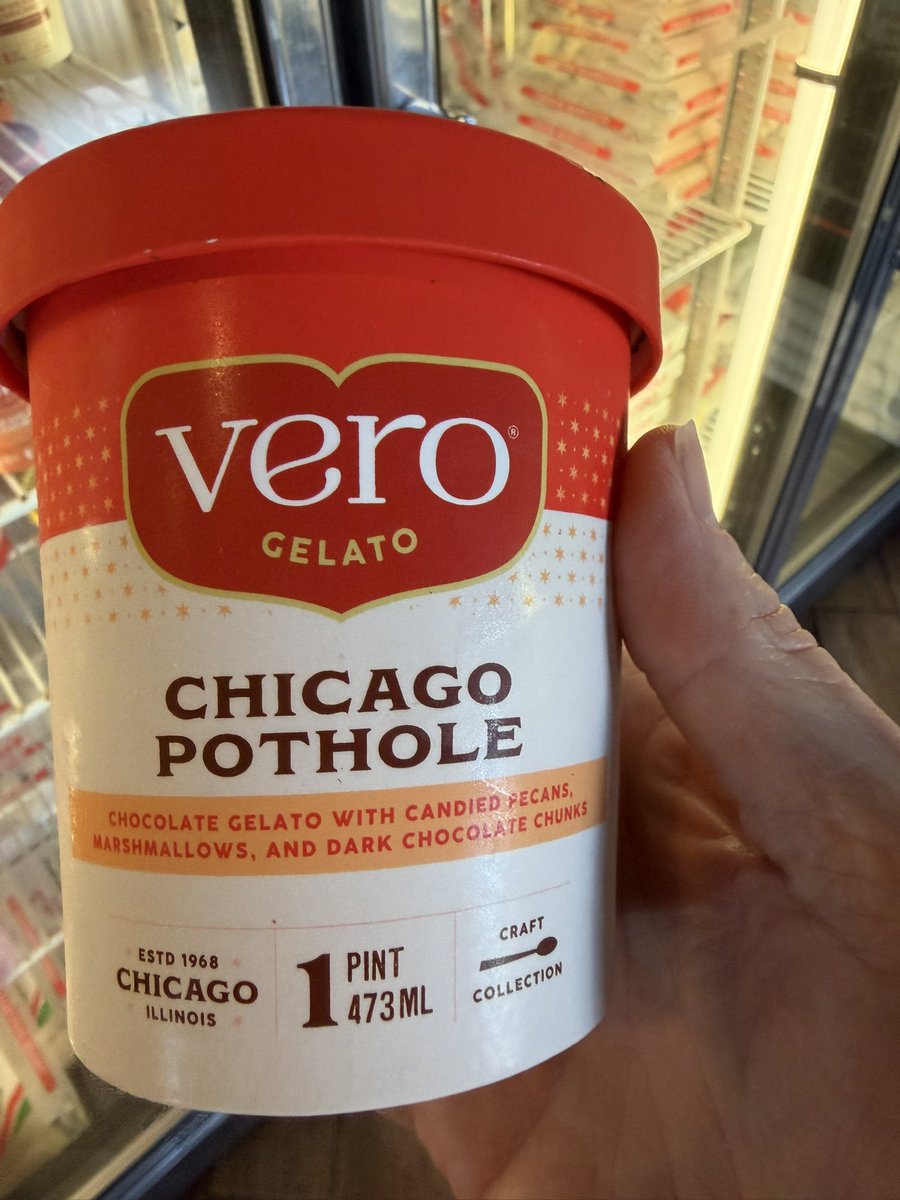 vero®
GELATO
CHICAGO
POTHOLE
CHOCOLATE GELATO WITH CANDIED PECANS,
MARSHMALLOWS, AND DARK CHOCOLATE CHUNKS
ESTD 1968
CHICAGO
ILLINOIS
1 PINT
473 ML
CRAFT
COLLECTION